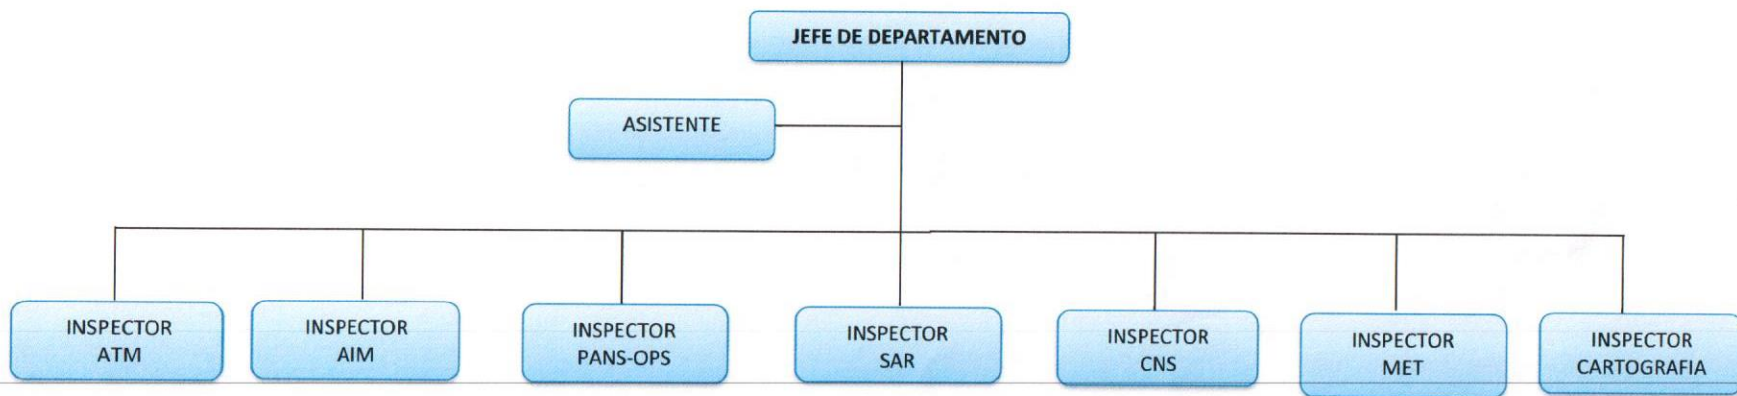 JEFE DE DEPARTAMENTO
ASISTENTE
INSPECTOR
ATM
INSPECTOR
AIM
INSPECTOR
PANS-OPS
INSPECTOR
SAR
INSPECTOR
CNS
INSPECTOR
MET
INSPECTOR
CARTOGRAFIA